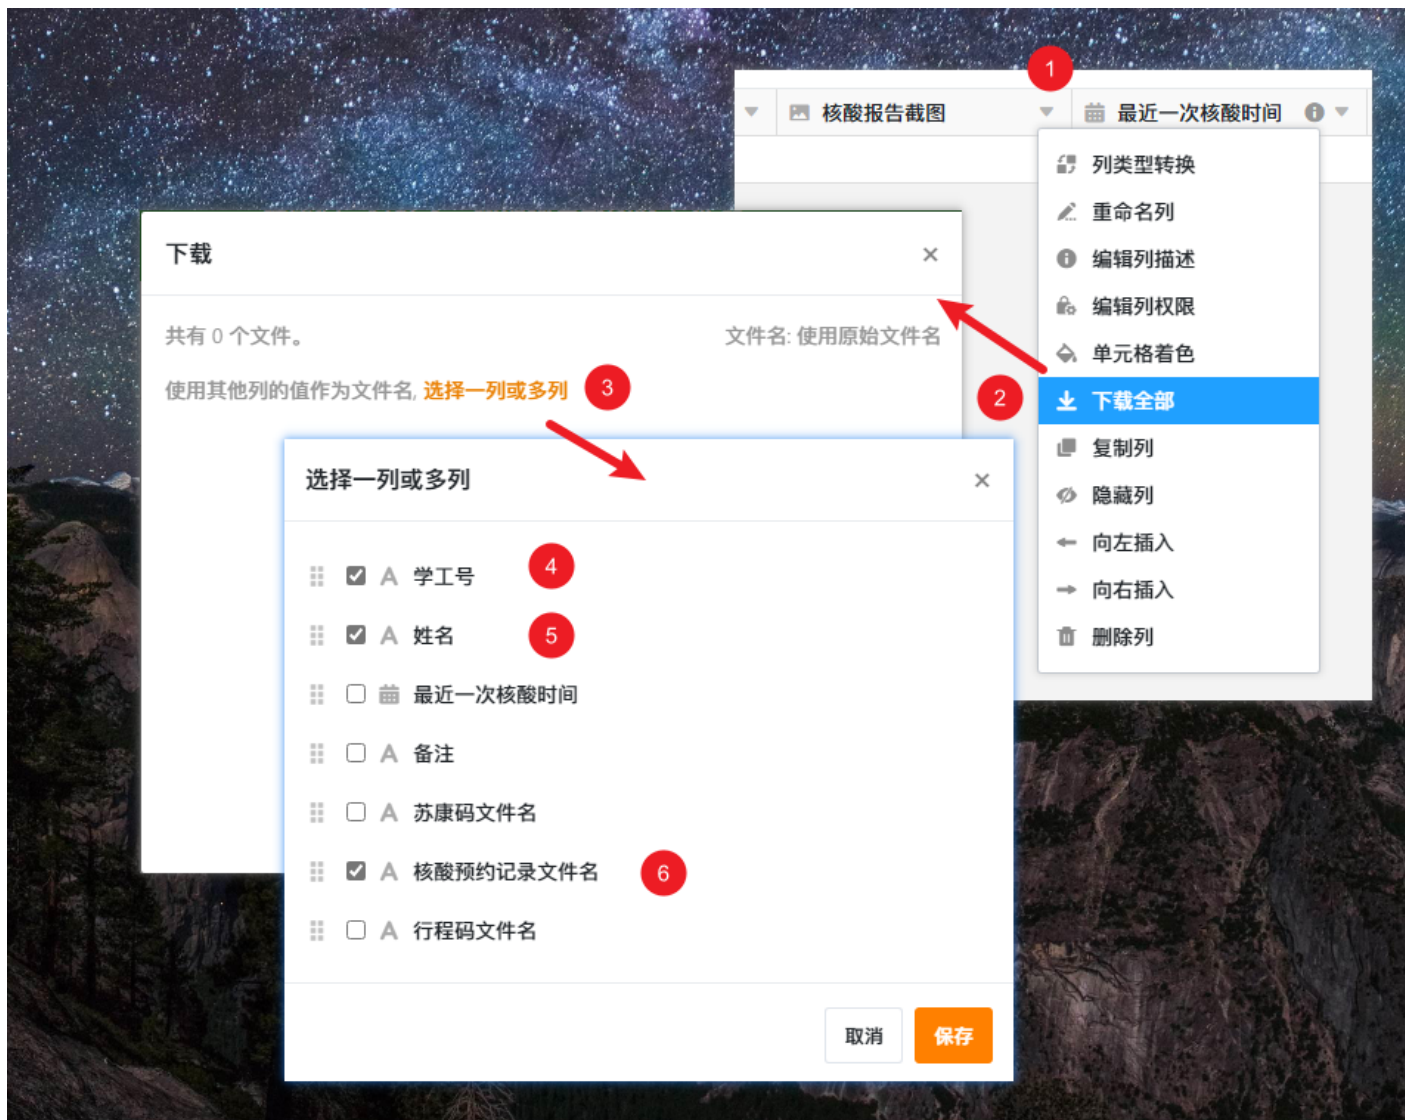 1
核酸报告截图
最近一次核酸时间
列类型转换
重命名列
编辑列描述
编辑列权限
单元格着色
2
下载全部
复制列
隐藏列
向左插入
向右插入
删除列
下载
共有 0 个文件。
文件名: 使用原始文件名
使用其他列的值作为文件名, 选择一列或多列
3
选择一列或多列
学工号
4
姓名
5
最近一次核酸时间
备注
苏康码文件名
核酸预约记录文件名
6
行程码文件名
取消
保存